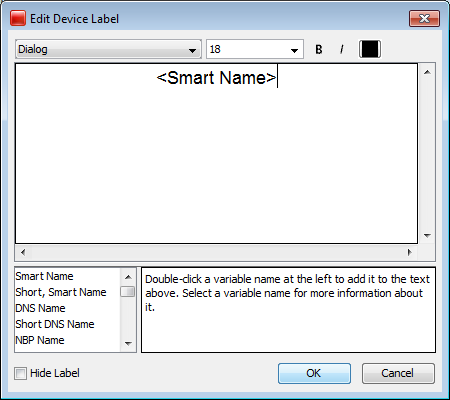 Edit Device Label
Dialog
18
B
I
<Smart Name>
Smart Name
Short, Smart Name
DNS Name
Short DNS Name
NBP Name
Double-click a variable name at the left to add it to the text
above. Select a variable name for more information about
it.
Hide Label
OK
Cancel